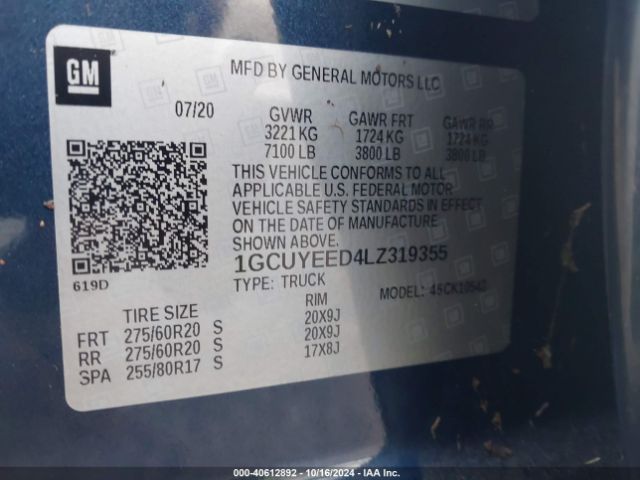 GM
MFD BY GENERAL MOTORS LLC
07/20 GVWR GAWR FRT GAWR RR
3221 KG 1724 KG 1724 KG
7100 LB 3800 LB 3800 LB
THIS VEHICLE CONFORMS TO ALL
APPLICABLE U.S. FEDERAL MOTOR
VEHICLE SAFETY STANDARDS IN EFFECT
ON THE DATE OF MANUFACTURE
SHOWN ABOVE.
1GCUYEED4LZ319355
619D
TYPE: TRUCK MODEL:
TIRE SIZE RIM
FRT 275/60R20 S 20X9J
RR 275/60R20 S 20X9J
SPA 255/80R17 S 17X8J
000-40612892 - 10/16/2024 - IAA Inc.